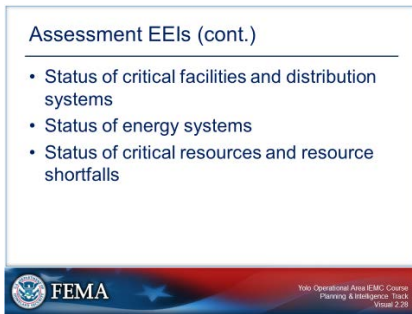 Assessment EEIs (cont.)
• Status of critical facilities and distribution
systems
• Status of energy systems
• Status of critical resources and resource
shortfalls
FEMA
Yolo Operational Area IEMC Course
Planning & Intelligence Track
Visual 2.28